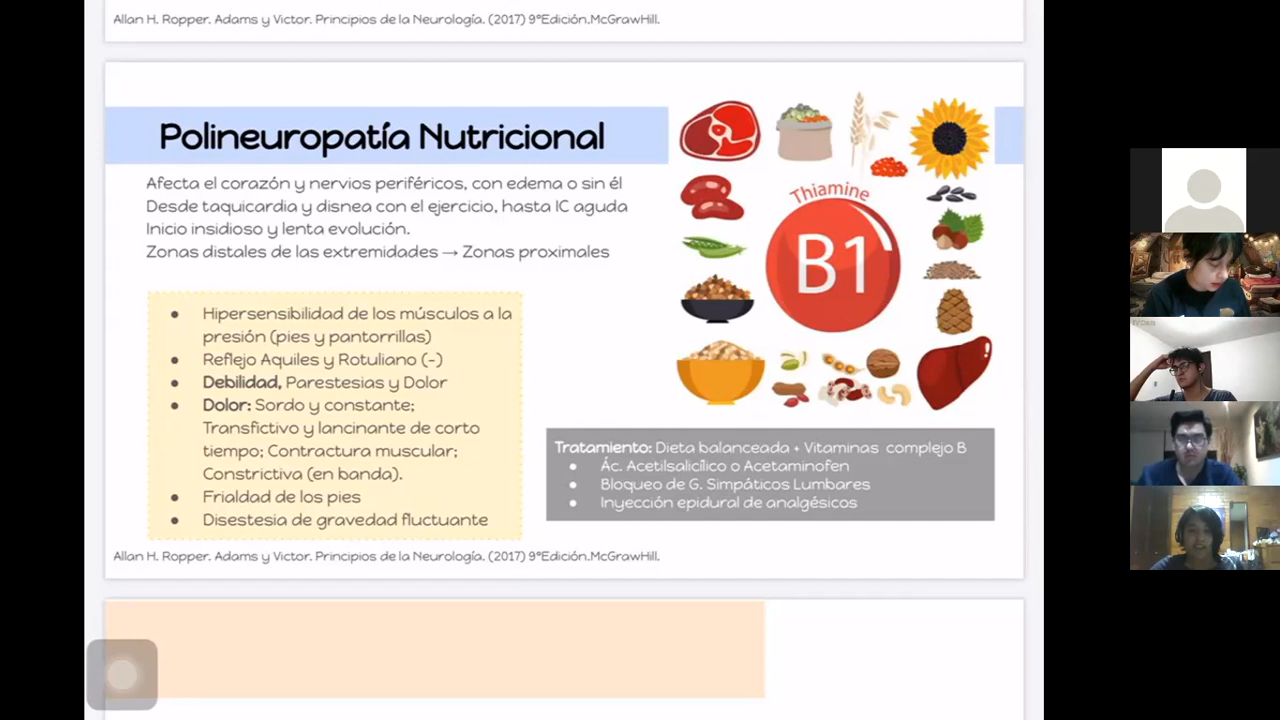 Allan H. Ropper. Adams y Victor. Principios de la Neurología. (2017) 9ºEdición.McGrawHill.
Polineuropatía Nutricional
Afecta el corazón y nervios periféricos, con edema o sin él
Desde taquicardia y disnea con el ejercicio, hasta IC aguda
Inicio insidioso y lenta evolución.
Zonas distales de las extremidades → Zonas proximales
● Hipersensibilidad de los músculos a la
presión (pies y pantorrillas)
● Reflejo Aquiles y Rotuliano (-)
● Debilidad, Parestesias y Dolor
● Dolor: Sordo y constante;
Transfictivo y lancinante de corto
tiempo; Contractura muscular;
Constrictiva (en banda).
● Frialdad de los pies
● Disestesia de gravedad fluctuante
Thiamine
B1
Tratamiento: Dieta balanceada + Vitaminas complejo B
● Ác. Acetilsalicílico o Acetaminofen
● Bloqueo de G. Simpáticos Lumbares
● Inyección epidural de analgésicos
Allan H. Ropper. Adams y Victor. Principios de la Neurología. (2017) 9ºEdición.McGrawHill.